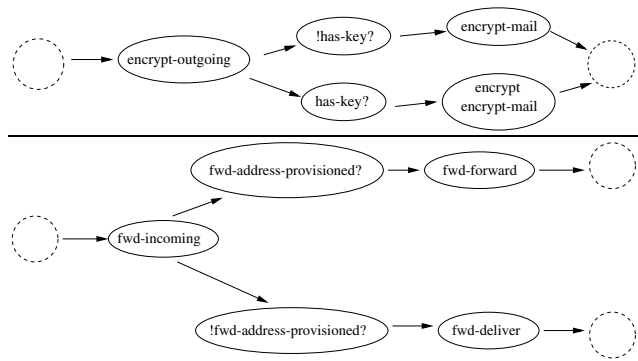 encrypt-outgoing
!has-key?
encrypt-mail
has-key?
encrypt
encrypt-mail
fwd-address-provisioned?
fwd-forward
fwd-incoming
!fwd-address-provisioned?
fwd-deliver